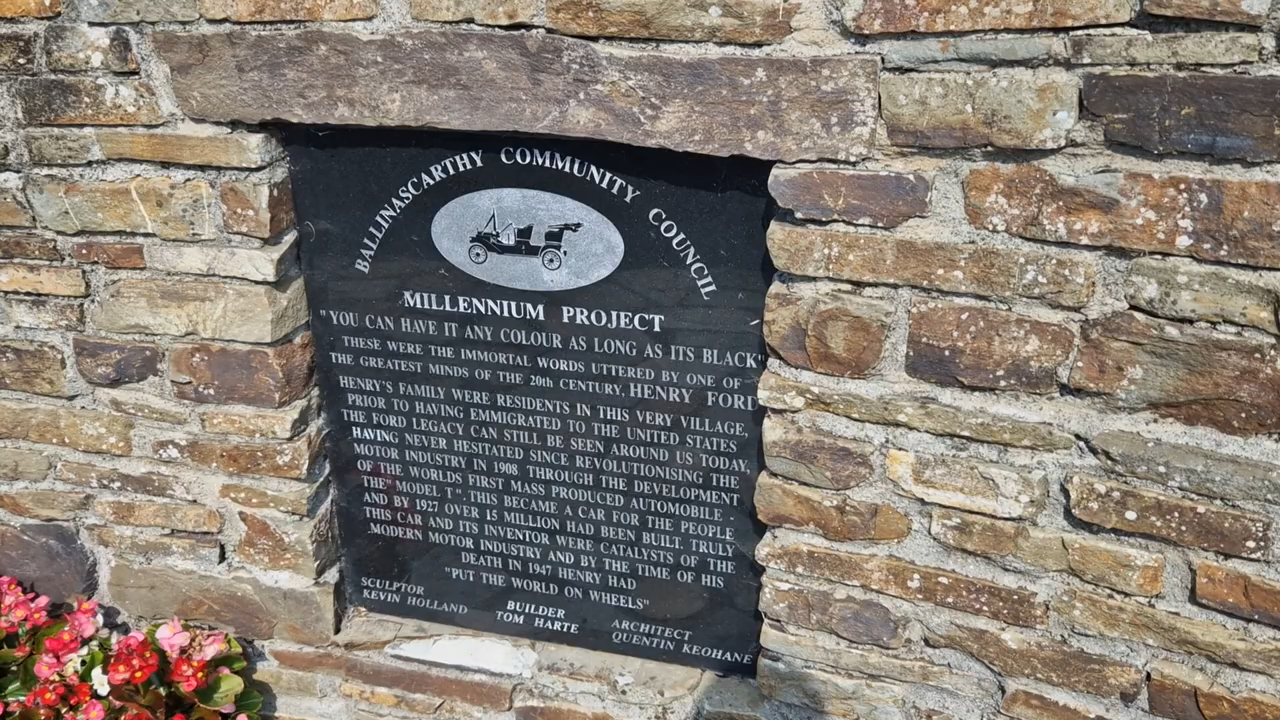 BALLINASCARTHY COMMUNITY COUNCIL
MILLENNIUM PROJECT
"YOU CAN HAVE IT ANY COLOUR AS LONG AS ITS BLACK"
THESE WERE THE IMMORTAL WORDS UTTERED BY ONE OF
THE GREATEST MINDS OF THE 20th CENTURY, HENRY FORD
HENRY'S FAMILY WERE RESIDENTS IN THIS VERY VILLAGE,
PRIOR TO HAVING EMMIGRATED TO THE UNITED STATES
THE FORD LEGACY CAN STILL BE SEEN AROUND US TODAY,
HAVING NEVER HESITATED SINCE REVOLUTIONISING THE
MOTOR INDUSTRY IN 1908 THROUGH THE DEVELOPMENT
OF THE WORLDS FIRST MASS PRODUCED AUTOMOBILE -
THE" MODEL T". THIS BECAME A CAR FOR THE PEOPLE
AND BY 1927 OVER 15 MILLION HAD BEEN BUILT. TRULY
THIS CAR AND ITS INVENTOR WERE CATALYSTS OF THE
MODERN MOTOR INDUSTRY AND BY THE TIME OF HIS
DEATH IN 1947 HENRY HAD
"PUT THE WORLD ON WHEELS"
SCULPTOR
KEVIN HOLLAND
BUILDER
TOM HARTE
ARCHITECT
QUENTIN KEOHANE